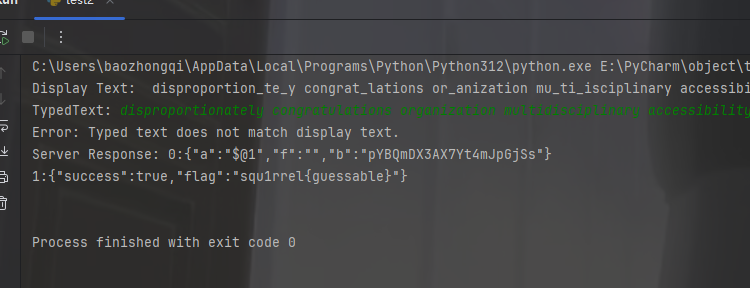 test2
C:\Users\baozhongqi\AppData\Local\Programs\Python\Python312\python.exe E:\PyCharm\object\t
Display Text:  disproportion_te_y congrat_lations or_anization mu_ti_isciplinary accessibi
TypedText: disproportionately congratulations organization multidisciplinary accessibility
Error: Typed text does not match display text.
Server Response: 0:{"a":"$@1","f":"","b":"pYBQmDX3AX7Yt4mJpGjSs"}
1:{"success":true,"flag":"squ1rrel{guessable}"}
Process finished with exit code 0